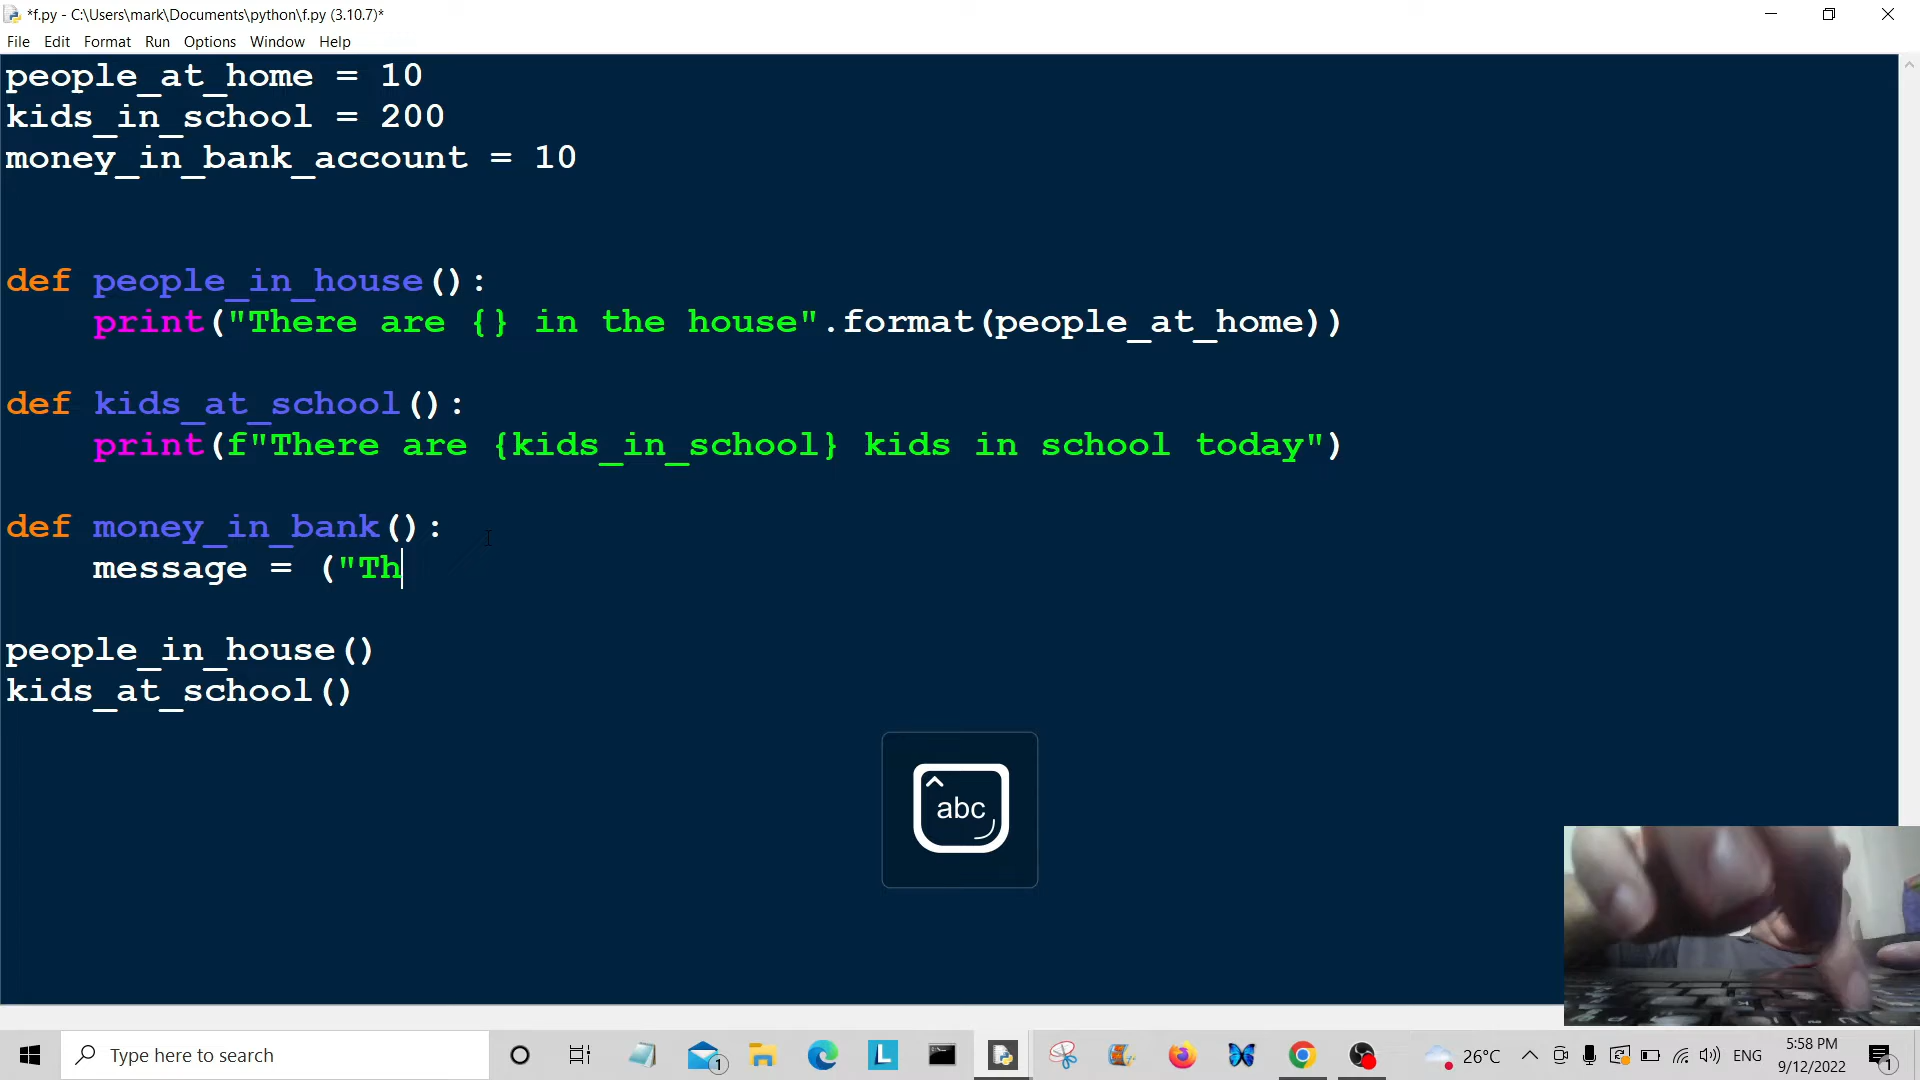 *f.py - C:\Users\mark\Documents\python\f.py (3.10.7)*
File Edit Format Run Options Window Help
people_at_home = 10
kids_in_school = 200
money_in_bank_account = 10
def people_in_house():
    print("There are {} in the house".format(people_at_home))
def kids_at_school():
    print(f"There are {kids_in_school} kids in school today")
def money_in_bank():
    message = ("Th
people_in_house()
kids_at_school()
abc
Type here to search
L
1
26°C
ENG
5:58 PM
9/12/2022
1